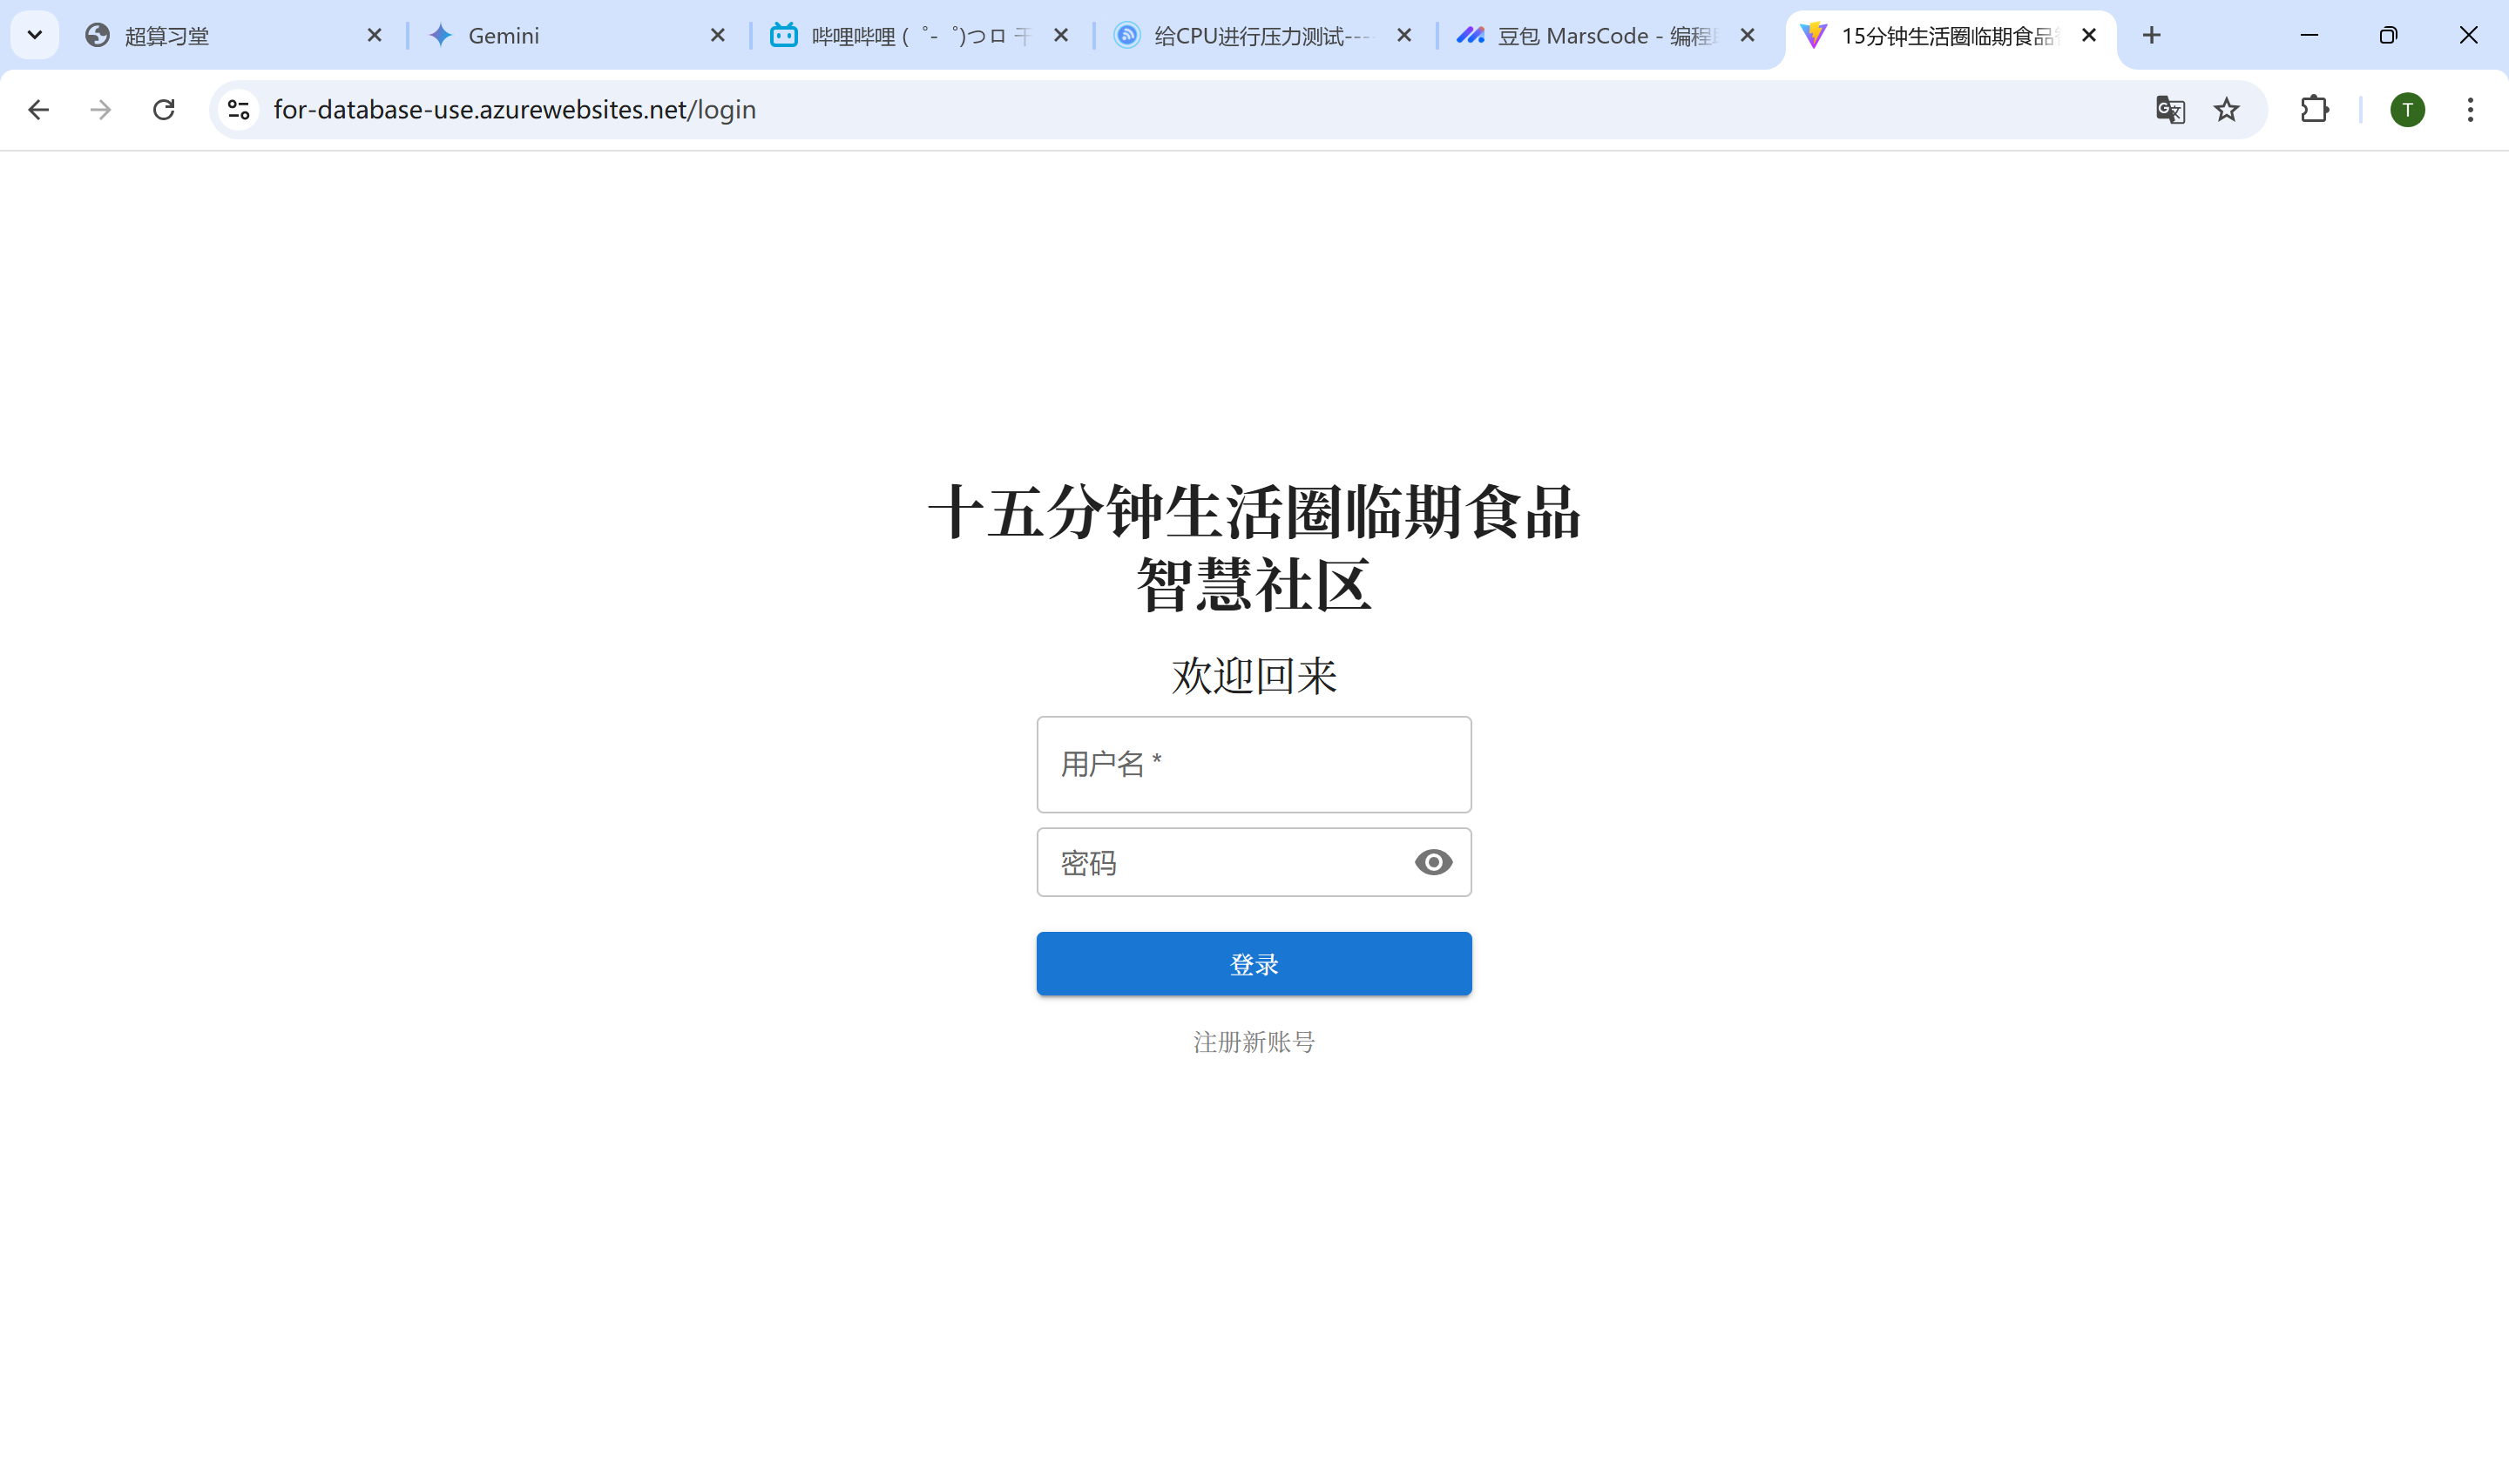 超算习堂
Gemini
哔哩哔哩 (゜-゜)つロ 干
给CPU进行压力测试----
豆包 MarsCode - 编程
15分钟生活圈临期食品
for-database-use.azurewebsites.net/login
T
十五分钟生活圈临期食品
智慧社区
欢迎回来
用户名 *
密码
登录
注册新账号